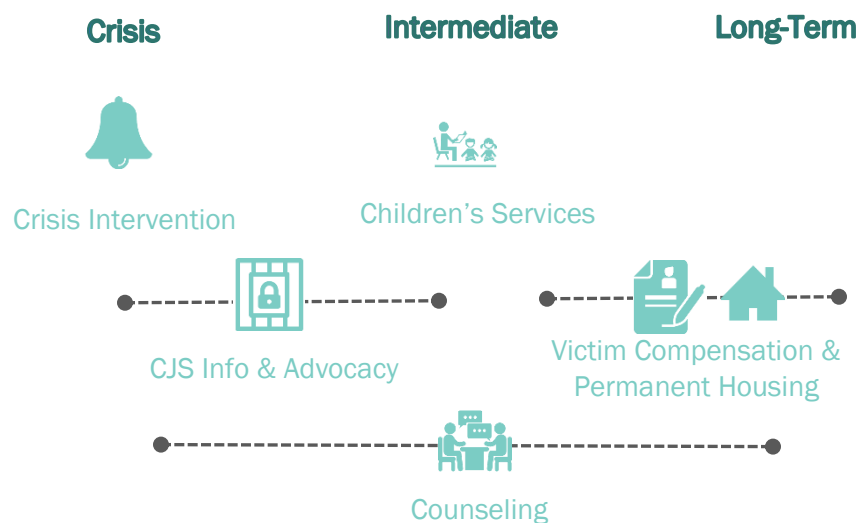 Crisis
Intermediate
Long-Term
Crisis Intervention
Children's Services
CJS Info & Advocacy
Victim Compensation &
Permanent Housing
Counseling